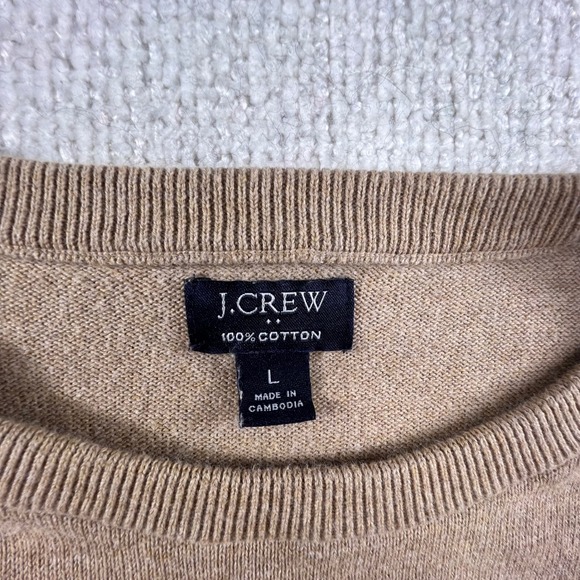 J.CREW
100% COTTON
L
MADE IN
CAMBODIA